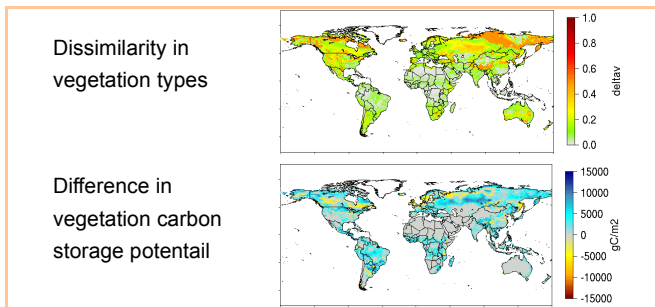 Dissimilarity in
vegetation types
1.0
0.8
0.6
0.4
0.2
0.0
deltav
Difference in
vegetation carbon
storage potentail
15000
10000
5000
0
-5000
-10000
-15000
gC/m2